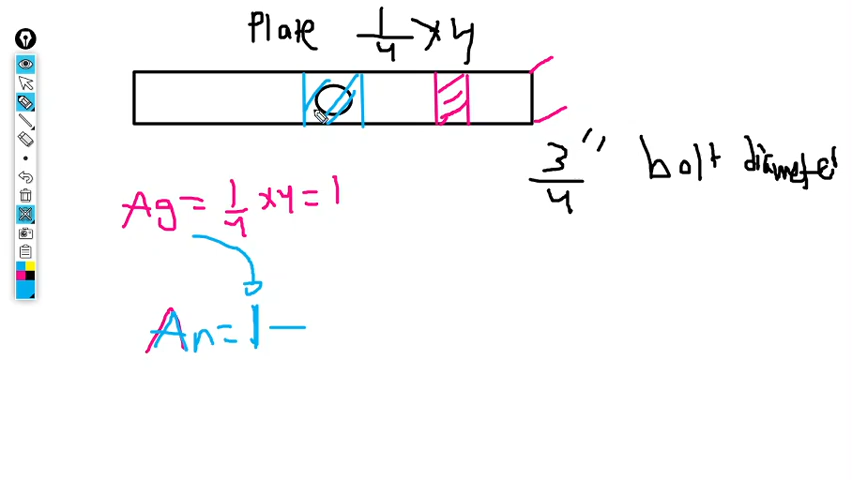 Plate 1/4 x 4
3/4" bolt diameter
Ag = 1/4 x 4 = 1
An = 1 —